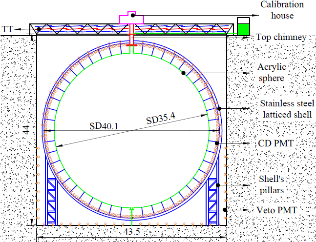 Calibration
house
TT
Top chimney
Acrylic
sphere
SD35.4
Stainless steel
latticed shell
SD40.1
44
CD PMT
Shell's
pillars
Veto PMT
43.5